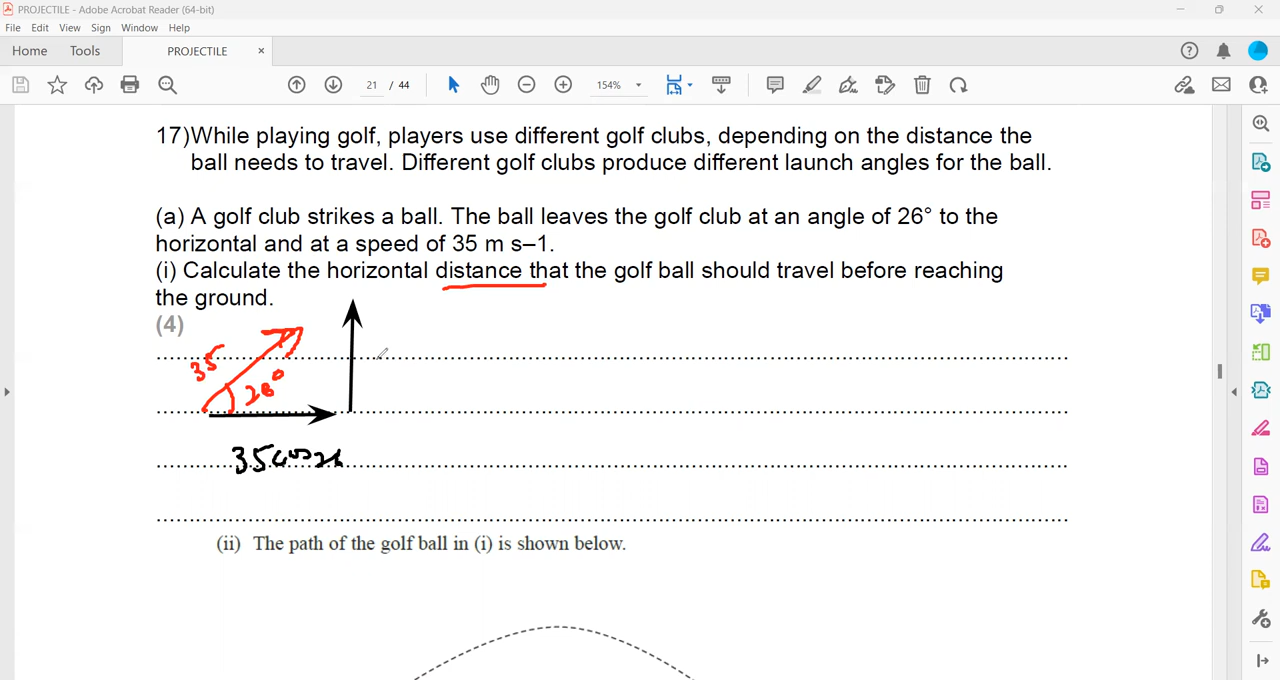 PROJECTILE - Adobe Acrobat Reader (64-bit)
File Edit View Sign Window Help
Home Tools PROJECTILE ×
21 / 44 154%
17)While playing golf, players use different golf clubs, depending on the distance the
ball needs to travel. Different golf clubs produce different launch angles for the ball.
(a) A golf club strikes a ball. The ball leaves the golf club at an angle of 26° to the
horizontal and at a speed of 35 m s–1.
(i) Calculate the horizontal distance that the golf ball should travel before reaching
the ground.
(4)
35
26°
35cos26
(ii) The path of the golf ball in (i) is shown below.